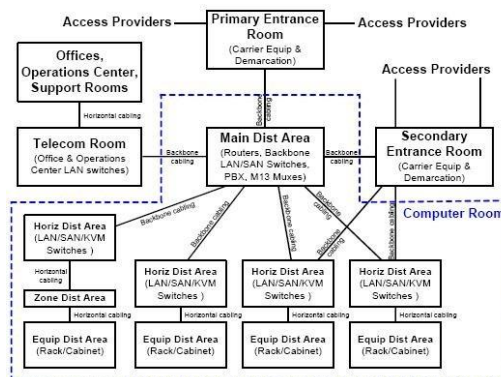 Access Providers
Primary Entrance
Room
(Carrier Equip &
Demarcation)
Access Providers
Offices,
Operations Center,
Support Rooms
Access Providers
Horizontal cabling
Backbone
cabling
Telecom Room
(Office & Operations
Center LAN switches)
Backbone
cabling
Main Dist Area
(Routers, Backbone
LAN/SAN Switches,
PBX, M13 Muxes)
Backbone
cabling
Secondary
Entrance Room
(Carrier Equip &
Demarcation)
Computer Room
Backbone cabling
Backbone cabling
Backbone
cabling
Backbone
cabling
Backbone
cabling
Backbone cabling
Horiz Dist Area
(LAN/SAN/KVM
Switches )
Horizontal
cabling
Zone Dist Area
Horizontal cabling
Equip Dist Area
(Rack/Cabinet)
Horiz Dist Area
(LAN/SAN/KVM
Switches )
Horizontal cabling
Equip Dist Area
(Rack/Cabinet)
Horiz Dist Area
(LAN/SAN/KVM
Switches )
Horizontal cabling
Equip Dist Area
(Rack/Cabinet)
Horiz Dist Area
(LAN/SAN/KVM
Switches )
Horizontal cabling
Equip Dist Area
(Rack/Cabinet)